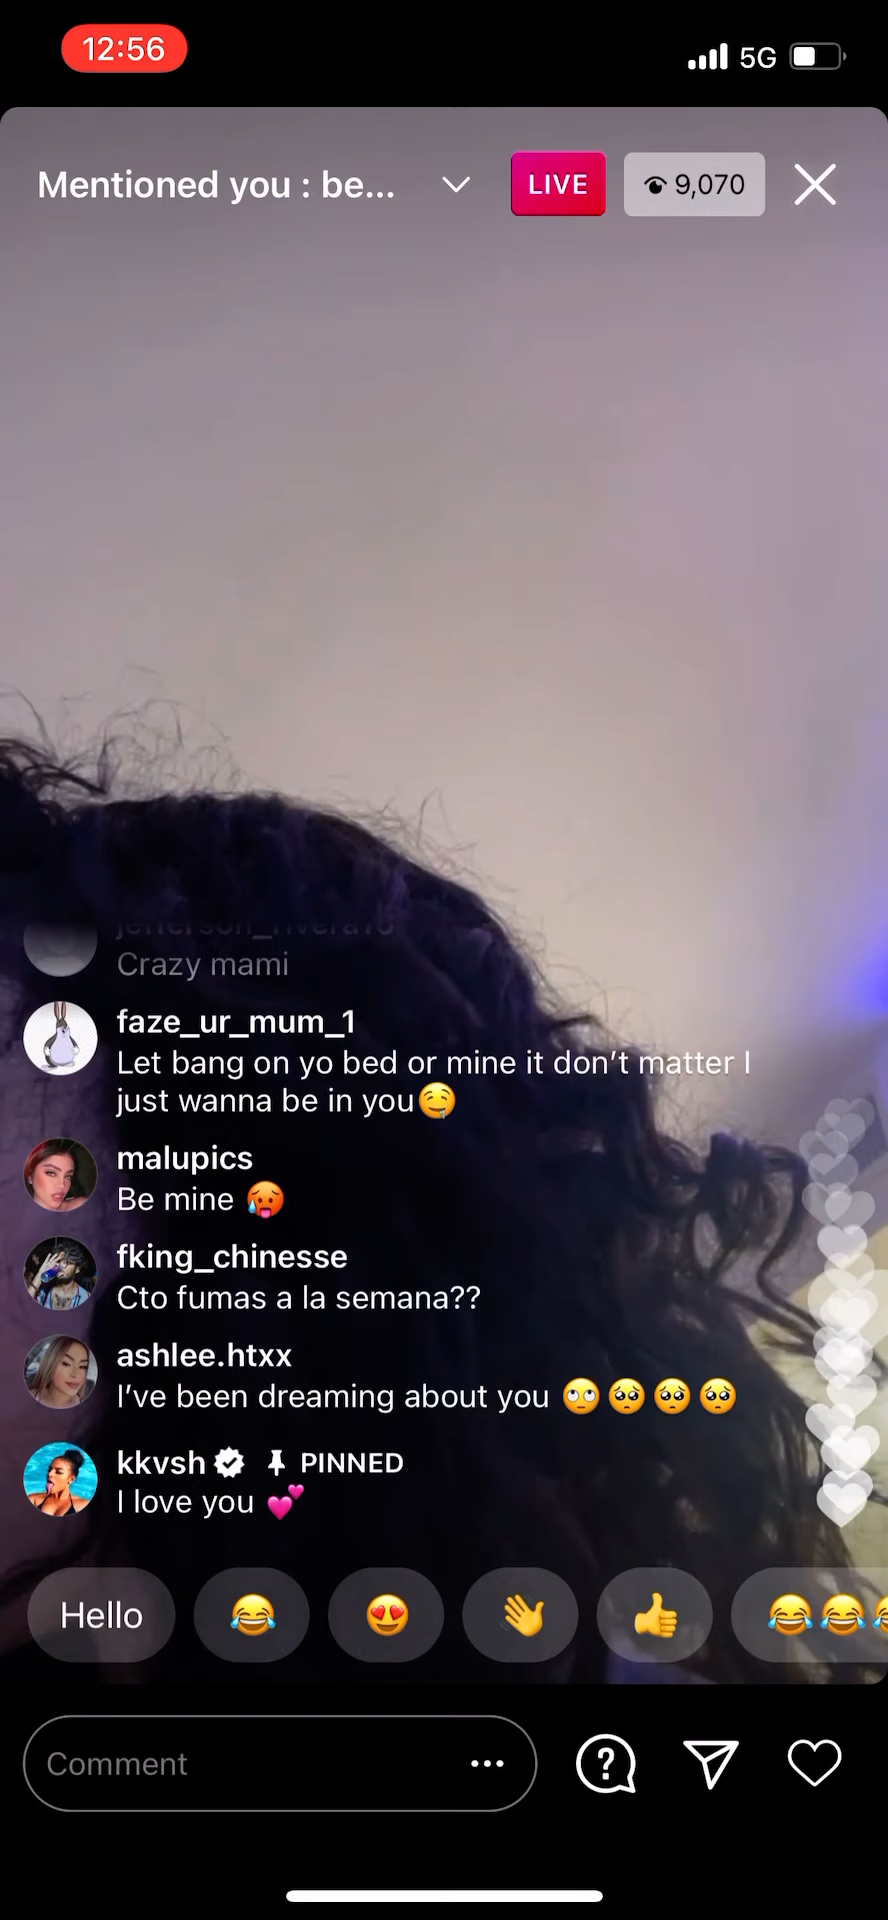 12:56
5G
Mentioned you : be...
LIVE
9,070
Crazy mami
faze_ur_mum_1
Let bang on yo bed or mine it don’t matter I
just wanna be in you🤤
malupics
Be mine 🥵
fking_chinesse
Cto fumas a la semana??
ashlee.htxx
I’ve been dreaming about you 🙄🥺🥺🥺
kkvsh PINNED
I love you 💕
Hello 😂 😍 👋 👍 😂😂
Comment